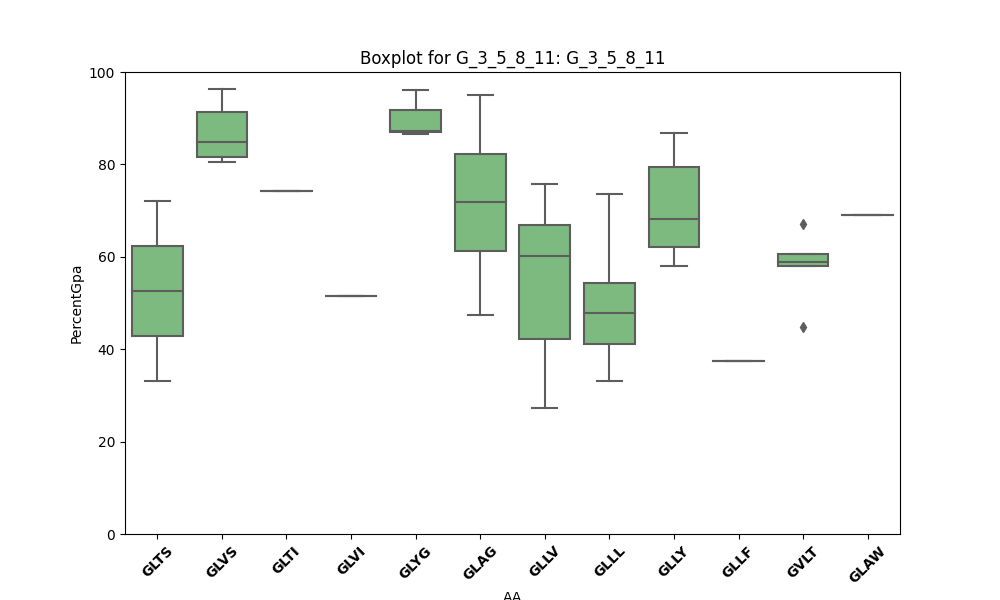 Boxplot for G_3_5_8_11: G_3_5_8_11
100
80
60
40
20
0
PercentGpa
GLTS
GLVS
GLTI
GLVI
GLYG
GLAG
GLLV
GLLL
GLLY
GLLF
GVLT
GLAW
AA